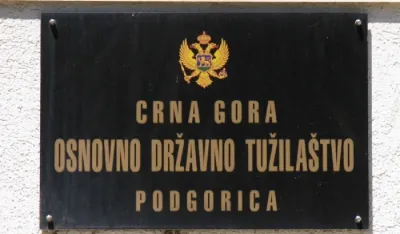 CRNA GORA
OSNOVNO DRŽAVNO TUŽILAŠTVO
PODGORICA